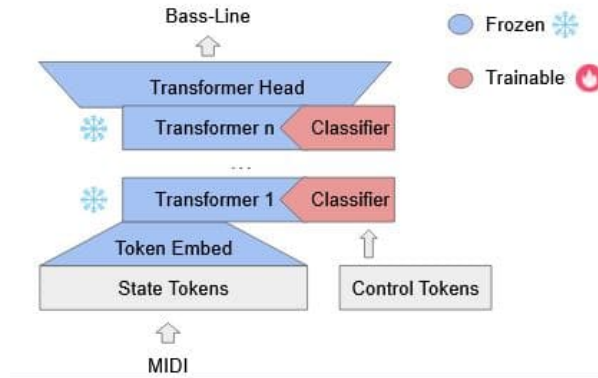 Bass-Line
Frozen
Trainable
Transformer Head
Transformer n
Classifier
...
Transformer 1
Classifier
Token Embed
State Tokens
Control Tokens
MIDI